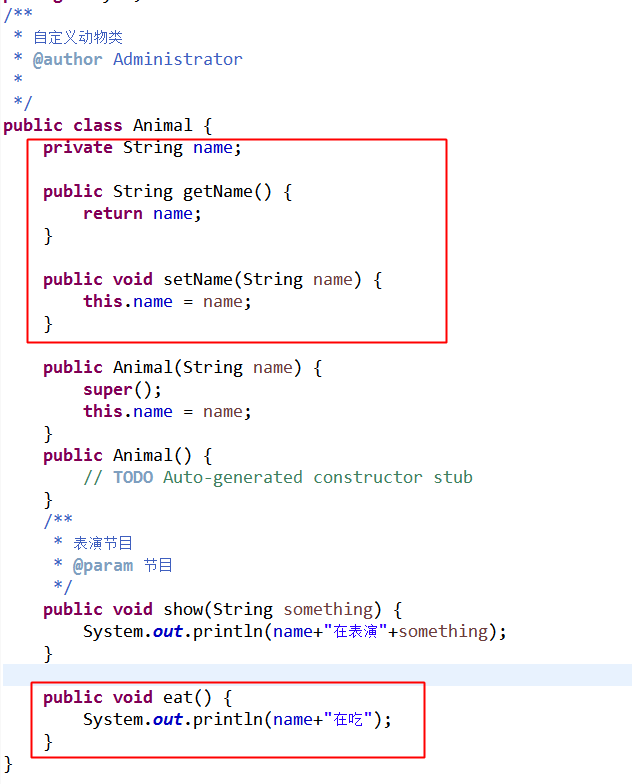 /**
 * 自定义动物类
 * @author Administrator
 *
 */
public class Animal {
    private String name;
    public String getName() {
        return name;
    }
    public void setName(String name) {
        this.name = name;
    }
    public Animal(String name) {
        super();
        this.name = name;
    }
    public Animal() {
        // TODO Auto-generated constructor stub
    }
    /**
     * 表演节目
     * @param 节目
     */
    public void show(String something) {
        System.out.println(name+"在表演"+something);
    }
    public void eat() {
        System.out.println(name+"在吃");
    }
}